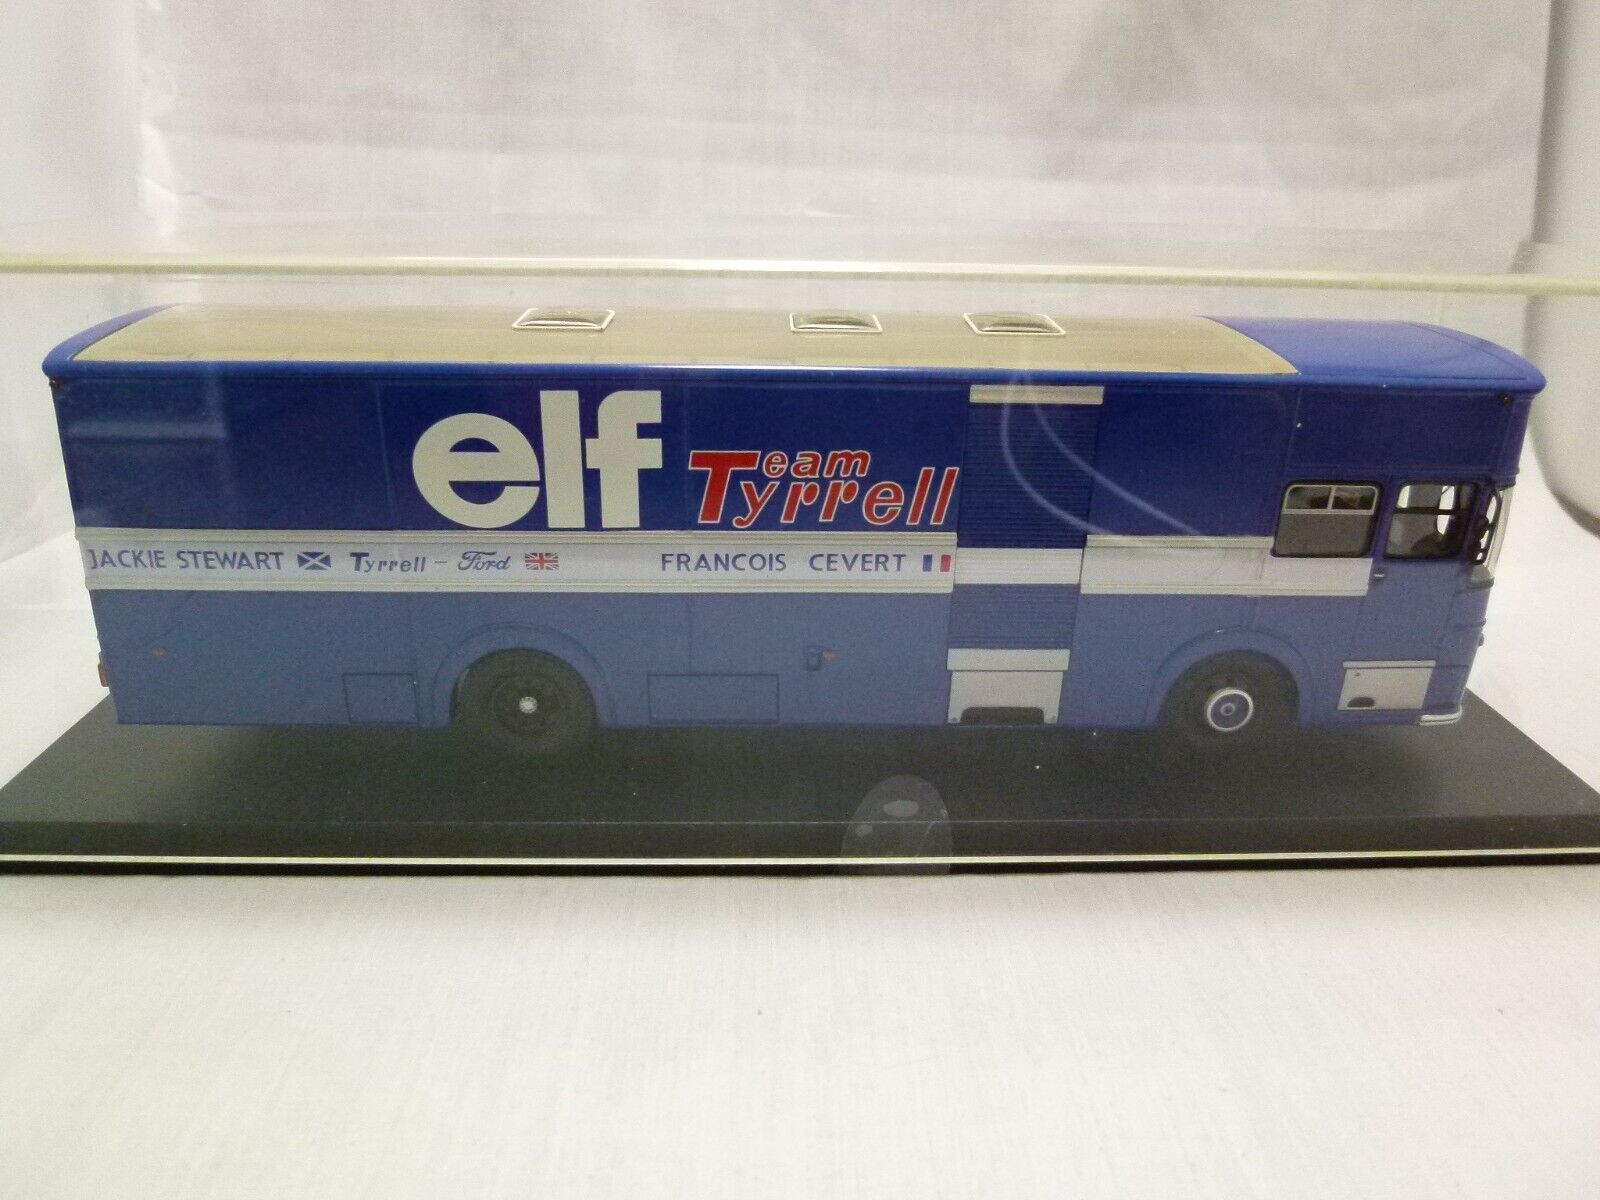 elf
Team
Tyrrell
JACKIE STEWART Tyrrell - Ford FRANCOIS CEVERT